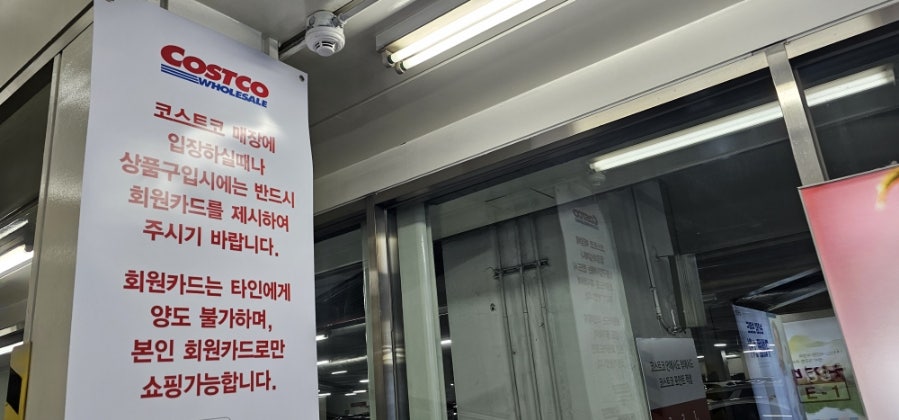 COSTCO
WHOLESALE
코스트코 매장에
입장하실때나
상품구입시에는 반드시
회원카드를 제시하여
주시기 바랍니다.
회원카드는 타인에게
양도 불가하며,
본인 회원카드로만
쇼핑가능합니다.